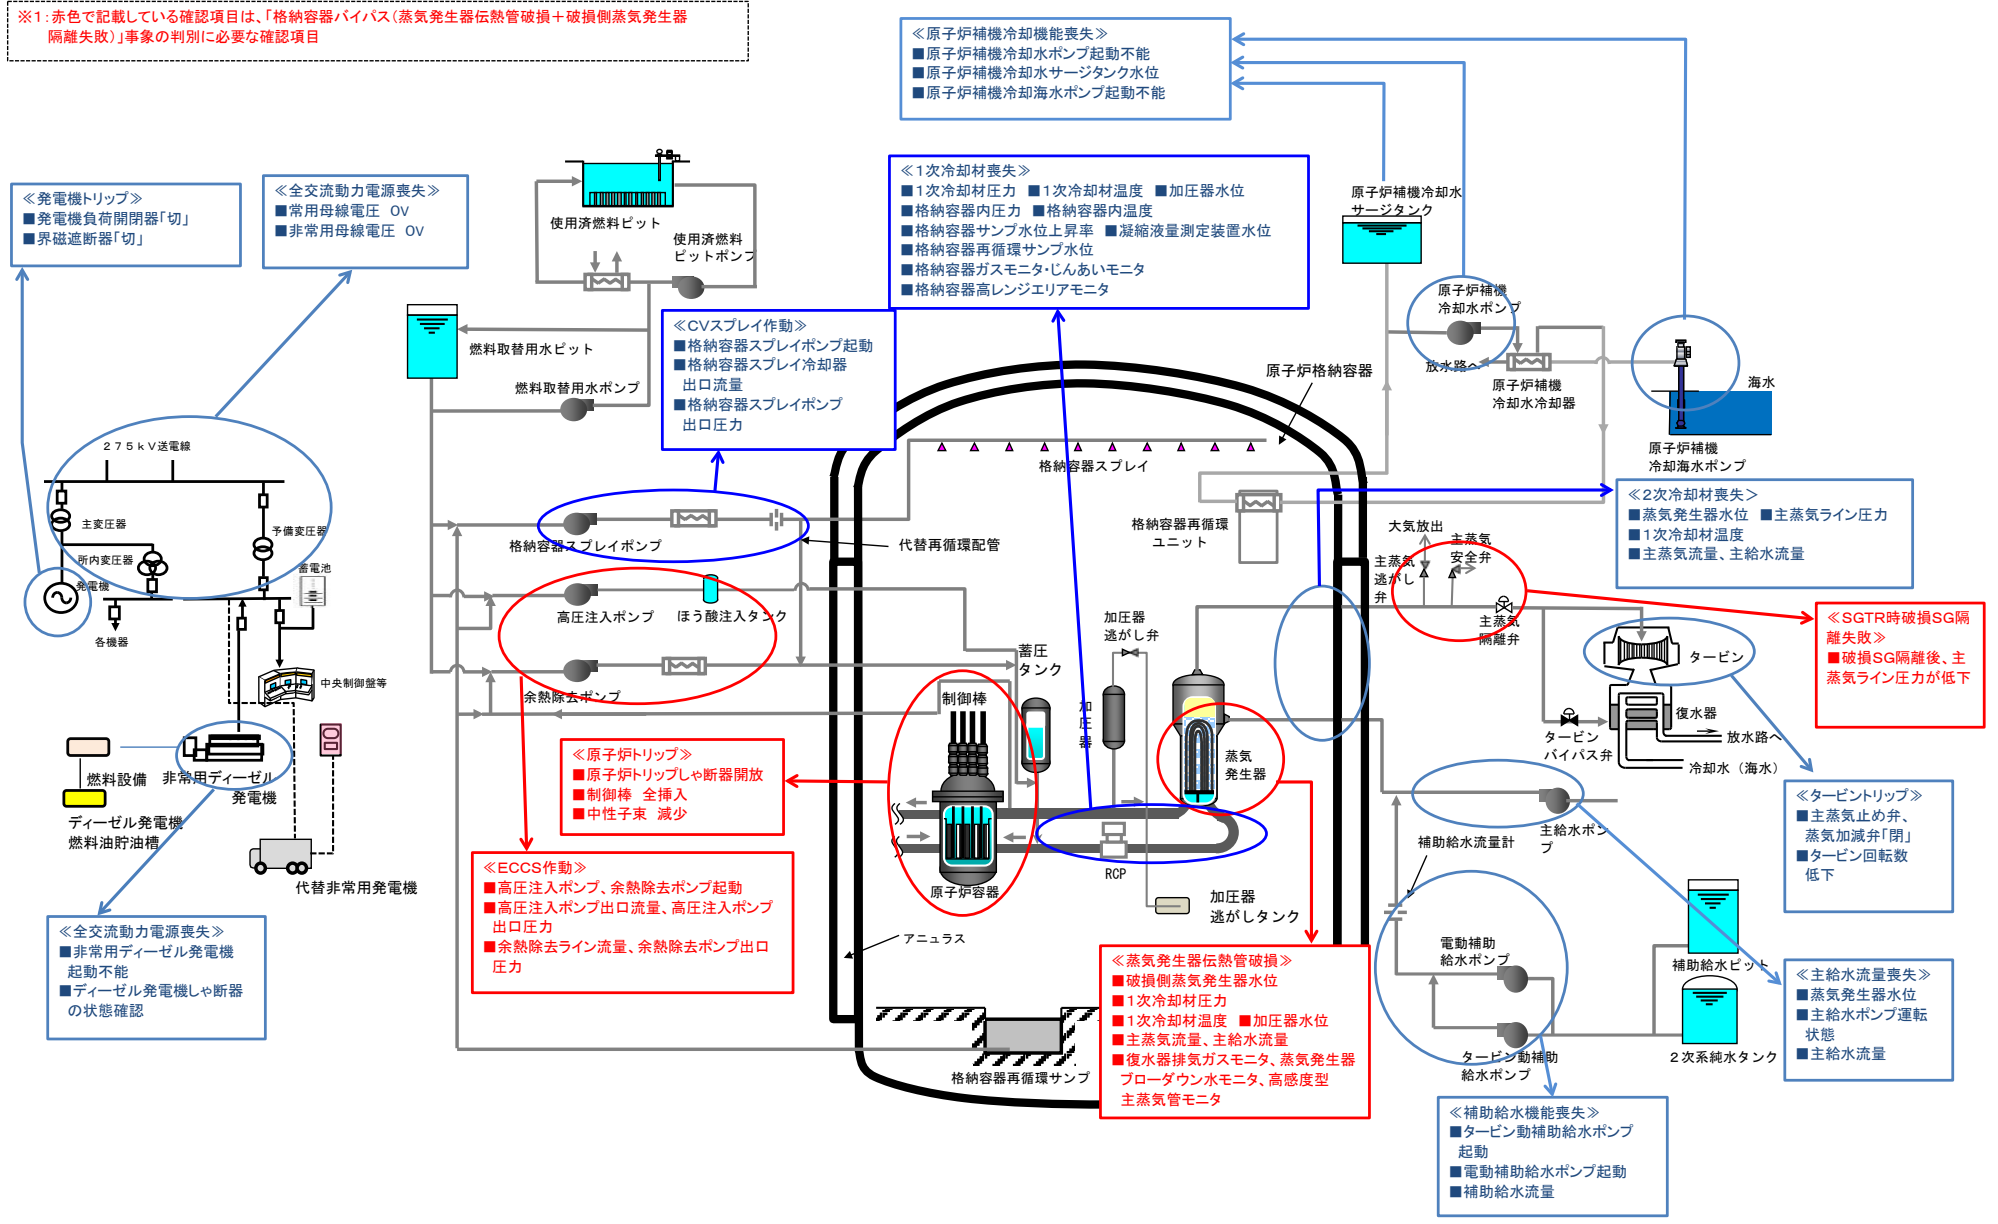 ※1：赤色で記載している確認項目は、「格納容器バイパス（蒸気発生器伝熱管破損＋破損側蒸気発生器
隔離失敗）」事象の判別に必要な確認項目
≪原子炉補機冷却機能喪失≫
■原子炉補機冷却水ポンプ起動不能
■原子炉補機冷却水サージタンク水位
■原子炉補機冷却海水ポンプ起動不能
≪発電機トリップ≫
■発電機負荷開閉器「切」
■界磁遮断器「切」
≪全交流動力電源喪失≫
■常用母線電圧 0V
■非常用母線電圧 0V
使用済燃料ピット
使用済燃料
ピットポンプ
≪1次冷却材喪失≫
■1次冷却材圧力 ■1次冷却材温度 ■加圧器水位
■格納容器内圧力 ■格納容器内温度
■格納容器サンプ水位上昇率 ■凝縮液量測定装置水位
■格納容器再循環サンプ水位
■格納容器ガスモニタ・じんあいモニタ
■格納容器高レンジエリアモニタ
原子炉補機冷却水
サージタンク
原子炉補機
冷却水ポンプ
放水路へ
原子炉補機
冷却水冷却器
海水
原子炉補機
冷却海水ポンプ
燃料取替用水ピット
燃料取替用水ポンプ
≪CVスプレイ作動≫
■格納容器スプレイポンプ起動
■格納容器スプレイ冷却器
出口流量
■格納容器スプレイポンプ
出口圧力
原子炉格納容器
格納容器スプレイ
275kV送電線
主変圧器
予備変圧器
所内変圧器
発電機
蓄電池
各機器
中央制御盤等
格納容器スプレイポンプ
代替再循環配管
格納容器再循環
ユニット
≪2次冷却材喪失＞
■蒸気発生器水位 ■主蒸気ライン圧力
■1次冷却材温度
■主蒸気流量、主給水流量
大気放出
主蒸気
逃がし
弁
主蒸気
安全弁
主蒸気
隔離弁
高圧注入ポンプ
ほう酸注入タンク
余熱除去ポンプ
蓄圧
タンク
加圧器
逃がし弁
制御棒
加
圧
器
蒸気
発生器
≪SGTR時破損SG隔
離失敗≫
■破損SG隔離後、主
蒸気ライン圧力が低下
タービン
復水器
放水路へ
冷却水（海水）
タービン
バイパス弁
燃料設備
非常用ディーゼル
発電機
ディーゼル発電機
燃料油貯油槽
代替非常用発電機
≪原子炉トリップ≫
■原子炉トリップしゃ断器開放
■制御棒 全挿入
■中性子束 減少
≪ECCS作動≫
■高圧注入ポンプ、余熱除去ポンプ起動
■高圧注入ポンプ出口流量、高圧注入ポンプ
出口圧力
■余熱除去ライン流量、余熱除去ポンプ出口
圧力
原子炉容器
RCP
加圧器
逃がしタンク
アニュラス
主給水ポン
プ
補助給水流量計
≪タービントリップ≫
■主蒸気止め弁、
蒸気加減弁「閉」
■タービン回転数
低下
≪全交流動力電源喪失≫
■非常用ディーゼル発電機
起動不能
■ディーゼル発電機しゃ断器
の状態確認
≪蒸気発生器伝熱管破損≫
■破損側蒸気発生器水位
■1次冷却材圧力
■1次冷却材温度 ■加圧器水位
■主蒸気流量、主給水流量
■復水器排気ガスモニタ、蒸気発生器
ブローダウン水モニタ、高感度型
主蒸気管モニタ
格納容器再循環サンプ
電動補助
給水ポンプ
タービン動補助
給水ポンプ
補助給水ピット
2次系純水タンク
≪主給水流量喪失≫
■蒸気発生器水位
■主給水ポンプ運転
状態
■主給水流量
≪補助給水機能喪失≫
■タービン動補助給水ポンプ
起動
■電動補助給水ポンプ起動
■補助給水流量